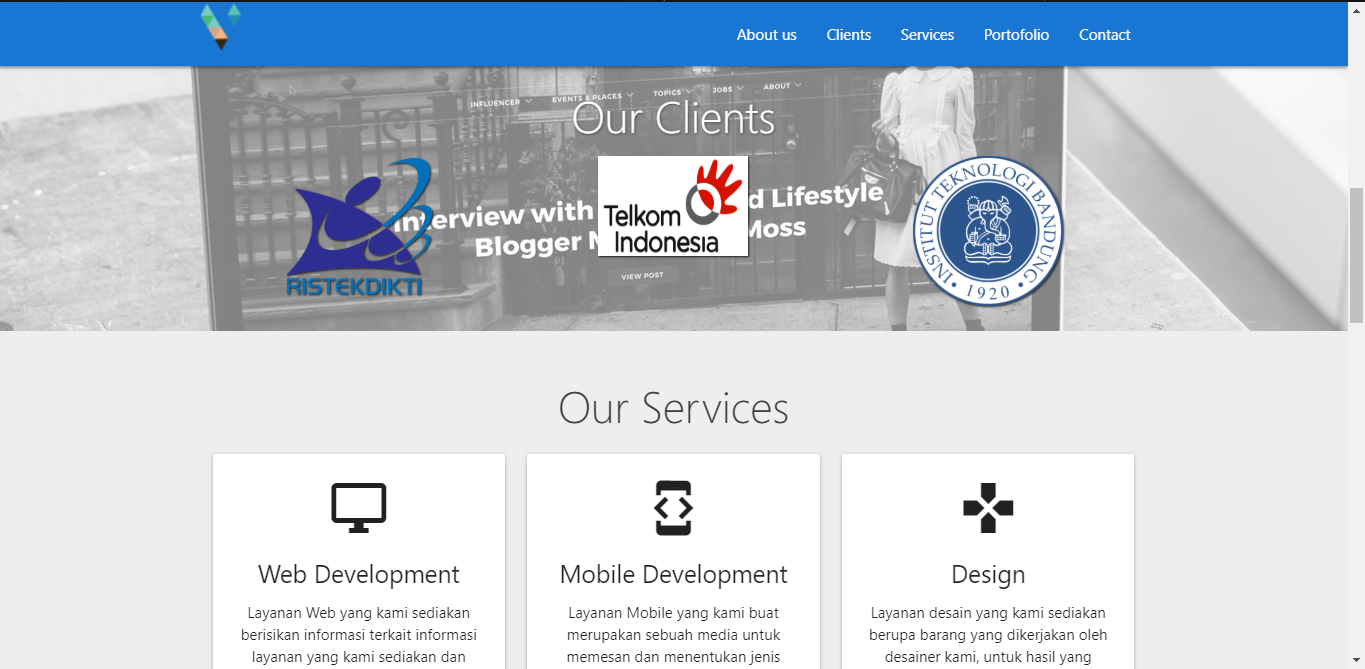 About us
Clients
Services
Portofolio
Contact
INFLUENCER
EVENTS & PLACES
TOPICS
JOBS
ABOUT
Our Clients
Interview with
d Lifestyle
Blogger
Moss
VIEW POST
RISTEKDIKTI
Telkom
Indonesia
INSTITUT TEKNOLOGI BANDUNG
1920
Our Services
Web Development
Layanan Web yang kami sediakan
berisikan informasi terkait informasi
layanan yang kami sediakan dan
Mobile Development
Layanan Mobile yang kami buat
merupakan sebuah media untuk
memesan dan menentukan jenis
Design
Layanan desain yang kami sediakan
berupa barang yang dikerjakan oleh
desainer kami, untuk hasil yang